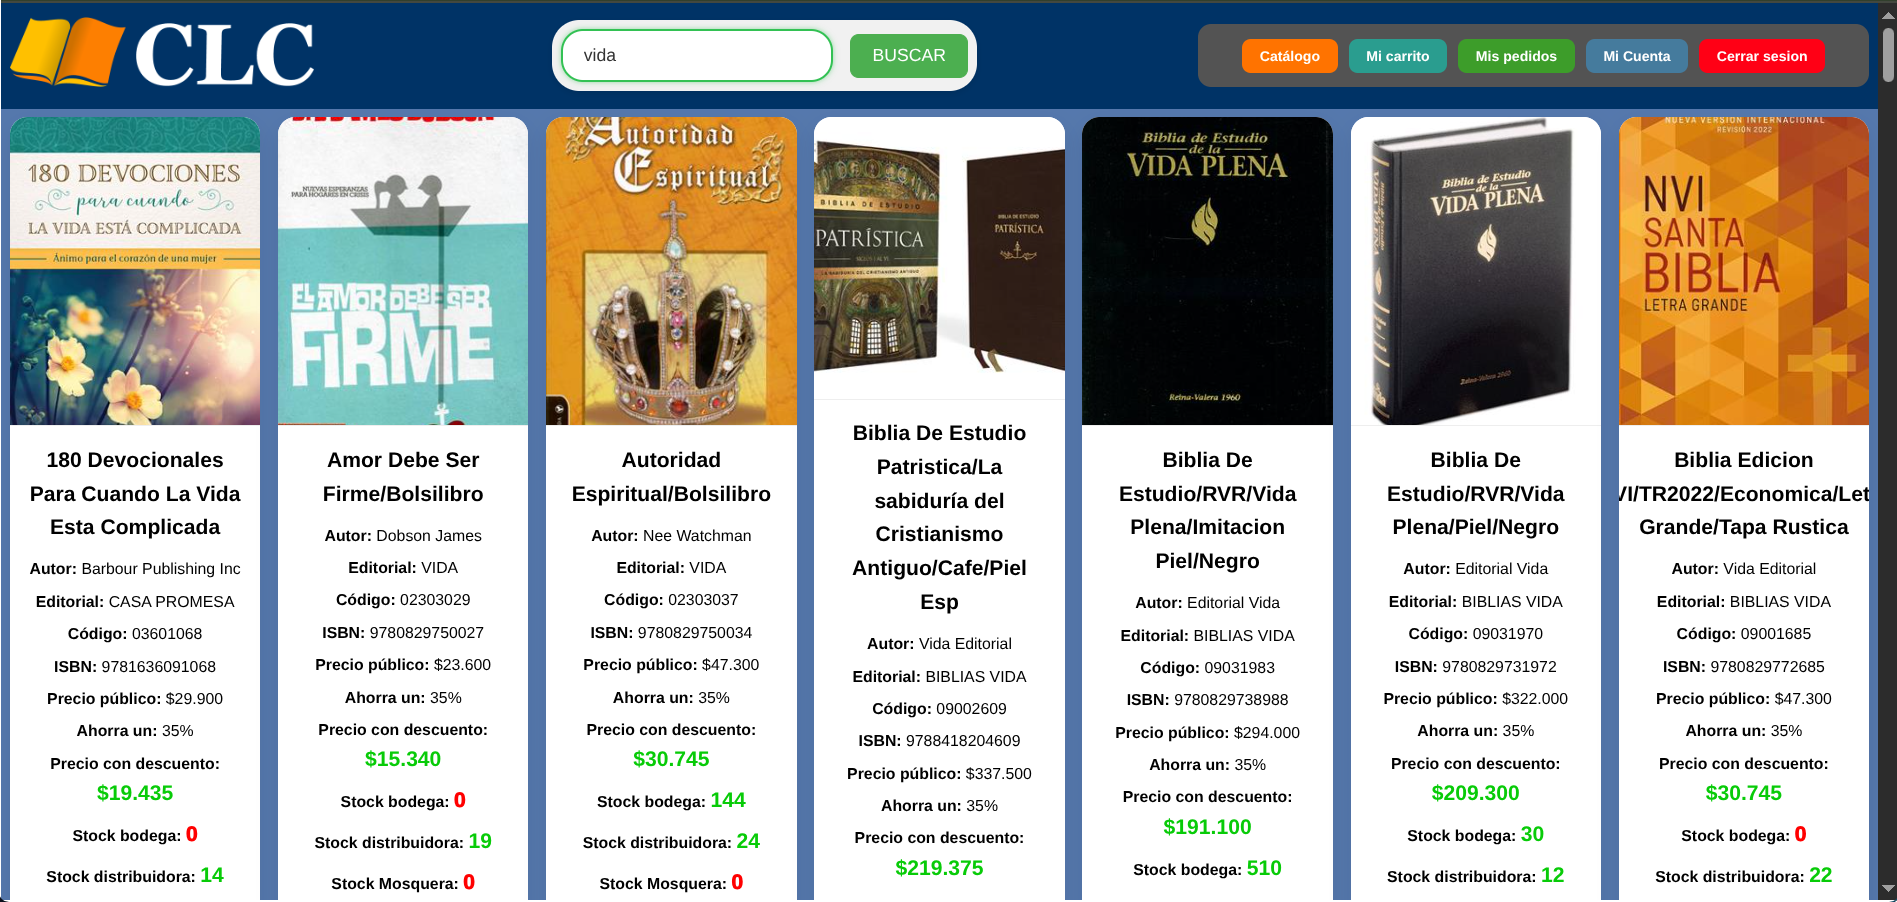 CLC
vida
BUSCAR
Catálogo
Mi carrito
Mis pedidos
Mi Cuenta
Cerrar sesion
180 DEVOCIONES
para cuando
LA VIDA ESTÁ COMPLICADA
Ánimo para el corazón de una mujer
180 Devocionales
Para Cuando La Vida
Esta Complicada
Autor: Barbour Publishing Inc
Editorial: CASA PROMESA
Código: 03601068
ISBN: 9781636091068
Precio público: $29.900
Ahorra un: 35%
Precio con descuento:
$19.435
Stock bodega: 0
Stock distribuidora: 14
NUEVAS ESPERANZAS
PARA HOGARES EN CRISIS
EL AMOR DEBE SER
FIRME
Amor Debe Ser
Firme/Bolsilibro
Autor: Dobson James
Editorial: VIDA
Código: 02303029
ISBN: 9780829750027
Precio público: $23.600
Ahorra un: 35%
Precio con descuento:
$15.340
Stock bodega: 0
Stock distribuidora: 19
Stock Mosquera: 0
Autoridad
Espiritual
Autoridad
Espiritual/Bolsilibro
Autor: Nee Watchman
Editorial: VIDA
Código: 02303037
ISBN: 9780829750034
Precio público: $47.300
Ahorra un: 35%
Precio con descuento:
$30.745
Stock bodega: 144
Stock distribuidora: 24
Stock Mosquera: 0
BIBLIA DE ESTUDIO
PATRÍSTICA
LA SABIDURÍA DEL CRISTIANISMO ANTIGUO
BIBLIA DE ESTUDIO
PATRÍSTICA
Biblia De Estudio
Patristica/La
sabiduría del
Cristianismo
Antiguo/Cafe/Piel
Esp
Autor: Vida Editorial
Editorial: BIBLIAS VIDA
Código: 09002609
ISBN: 9788418204609
Precio público: $337.500
Ahorra un: 35%
Precio con descuento:
$219.375
Biblia de Estudio
de la
VIDA PLENA
Reina-Valera 1960
Biblia De
Estudio/RVR/Vida
Plena/Imitacion
Piel/Negro
Autor: Editorial Vida
Editorial: BIBLIAS VIDA
Código: 09031983
ISBN: 9780829738988
Precio público: $294.000
Ahorra un: 35%
Precio con descuento:
$191.100
Stock bodega: 510
Biblia de Estudio
de la
VIDA PLENA
Reina-Valera 1960
Biblia De
Estudio/RVR/Vida
Plena/Piel/Negro
Autor: Editorial Vida
Editorial: BIBLIAS VIDA
Código: 09031970
ISBN: 9780829731972
Precio público: $322.000
Ahorra un: 35%
Precio con descuento:
$209.300
Stock bodega: 30
Stock distribuidora: 12
NUEVA VERSIÓN INTERNACIONAL
REVISIÓN 2022
NVI
SANTA
BIBLIA
LETRA GRANDE
Biblia Edicion
VI/TR2022/Economica/Let
Grande/Tapa Rustica
Autor: Vida Editorial
Editorial: BIBLIAS VIDA
Código: 09001685
ISBN: 9780829772685
Precio público: $47.300
Ahorra un: 35%
Precio con descuento:
$30.745
Stock bodega: 0
Stock distribuidora: 22